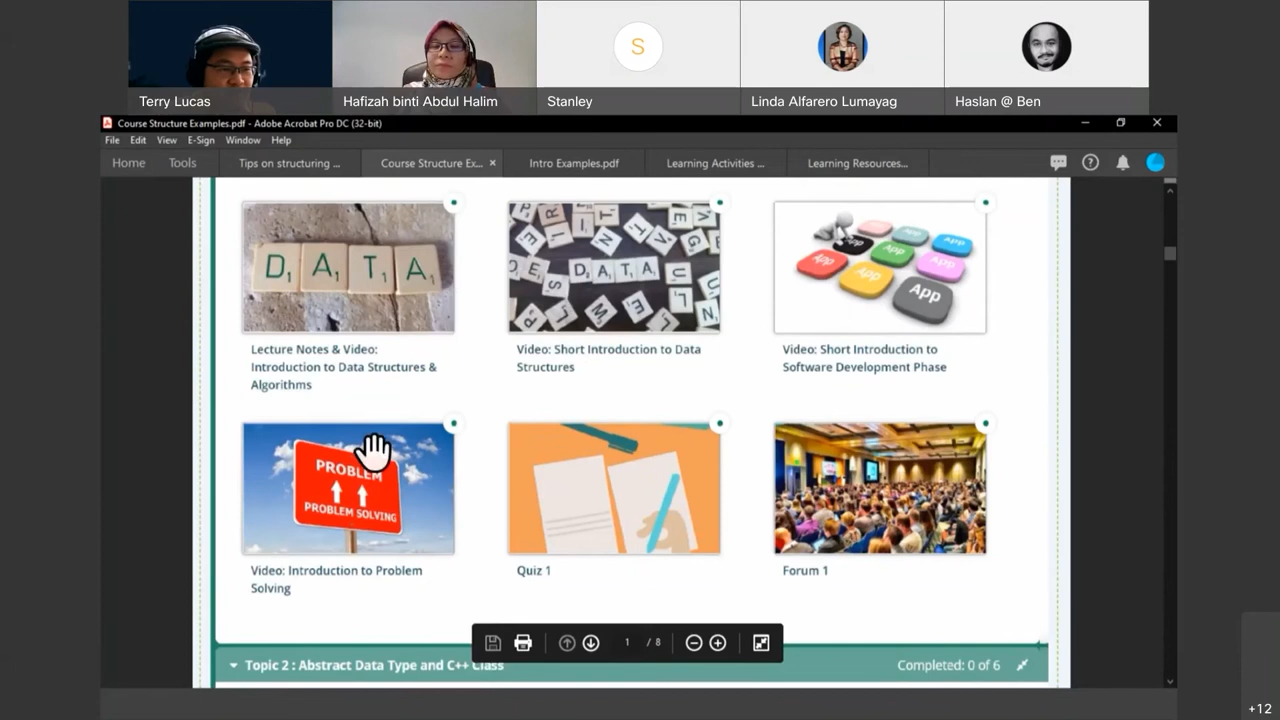 S
Terry Lucas
Hafizah binti Abdul Halim
Stanley
Linda Alfarero Lumayag
Haslan @ Ben
Course Structure Examples.pdf - Adobe Acrobat Pro DC (32-bit)
File Edit View E-Sign Window Help
Home Tools Tips on structuring ... Course Structure Ex... Intro Examples.pdf Learning Activities ... Learning Resources...
DATA
DATA
App
App
App
App
App
App
App
Lecture Notes & Video:
Introduction to Data Structures &
Algorithms
Video: Short Introduction to Data
Structures
Video: Short Introduction to
Software Development Phase
PROBLEM
PROBLEM SOLVING
Video: Introduction to Problem
Solving
Quiz 1
Forum 1
1 / 8
Topic 2 : Abstract Data Type and C++ Class
Completed: 0 of 6
+12